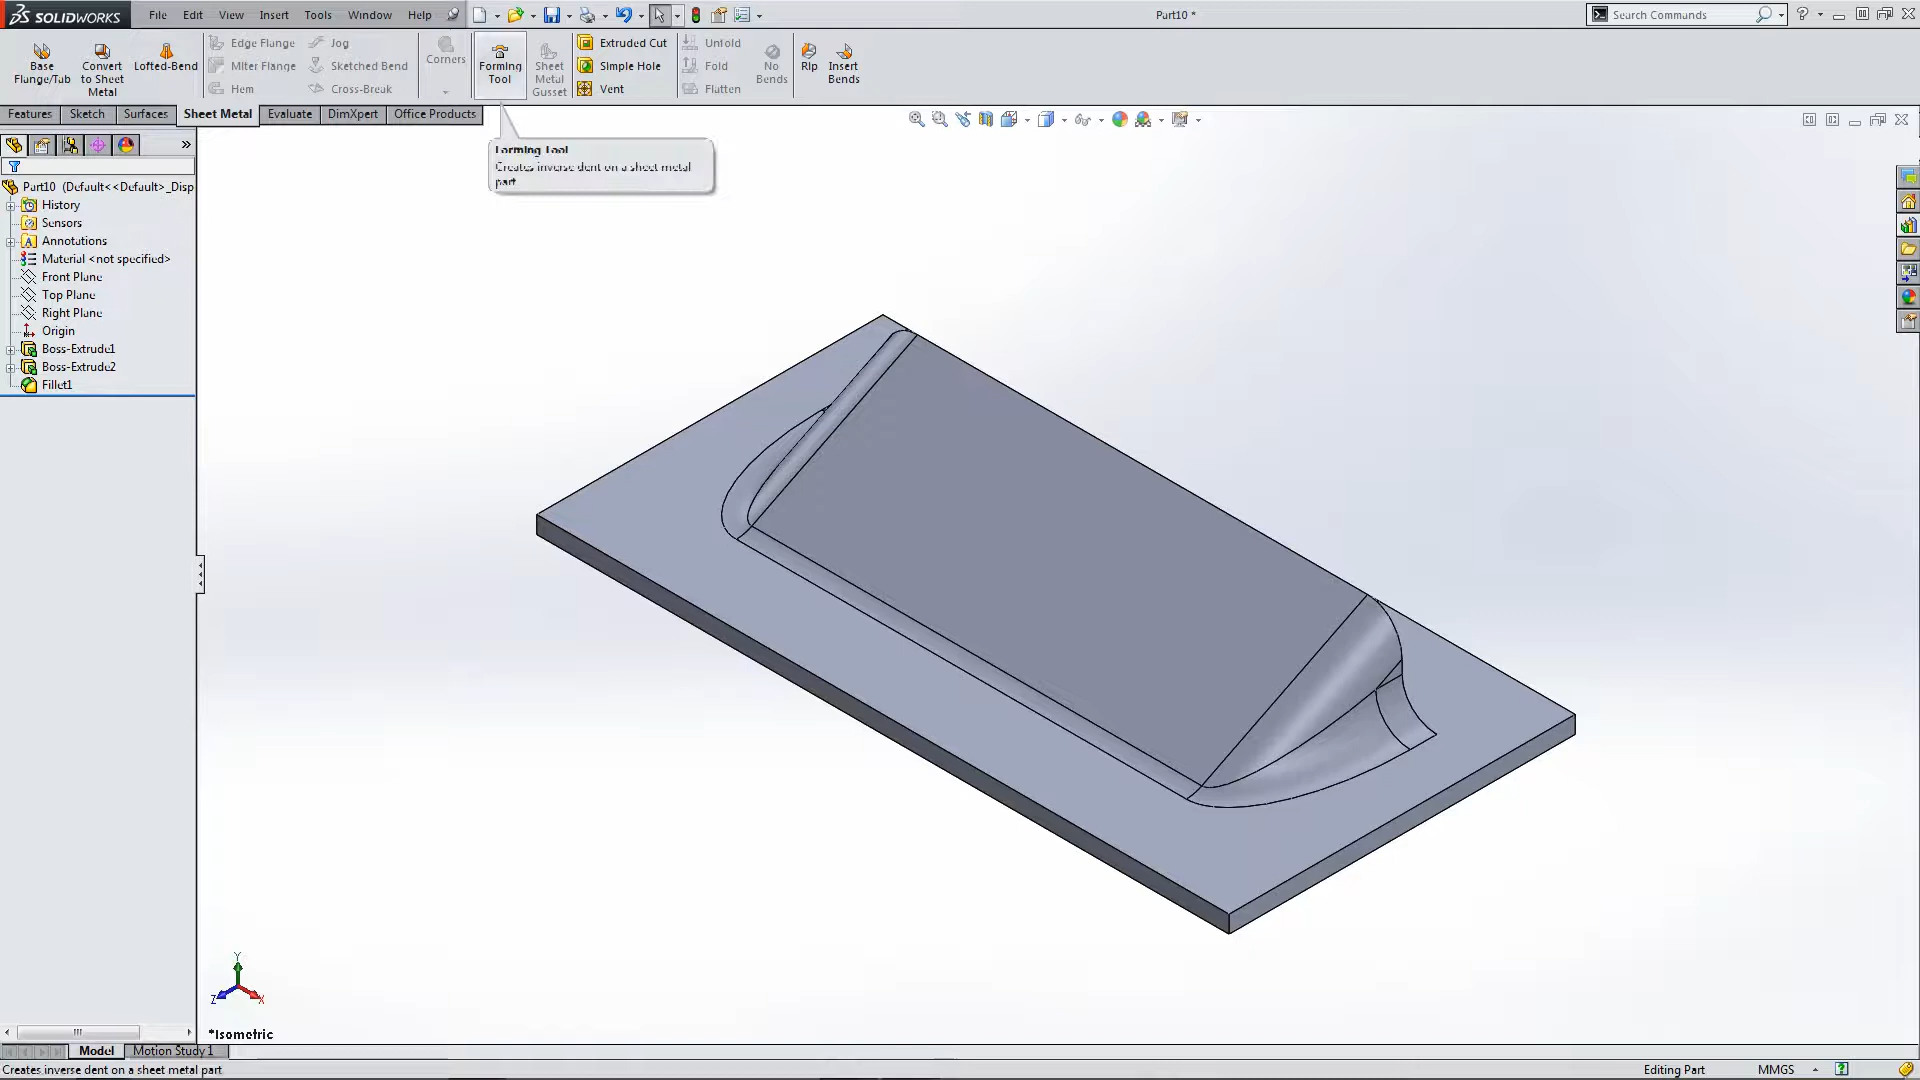 SOLIDWORKS File Edit View Insert Tools Window Help Part10 * Search Commands
Base Flange/Tub
Convert to Sheet Metal
Lofted-Bend
Edge Flange
Miter Flange
Hem
Jog
Sketched Bend
Cross-Break
Corners
Forming Tool
Sheet Metal Gusset
Extruded Cut
Simple Hole
Vent
Unfold
Fold
Flatten
No Bends
Rip
Insert Bends
Features Sketch Surfaces Sheet Metal Evaluate DimXpert Office Products
Forming Tool
Creates inverse dent on a sheet metal
part
Part10 (Default<<Default>_Disp
History
Sensors
Annotations
Material <not specified>
Front Plane
Top Plane
Right Plane
Origin
Boss-Extrude1
Boss-Extrude2
Fillet1
Y
Z X
*Isometric
Model Motion Study 1
Creates inverse dent on a sheet metal part Editing Part MMGS